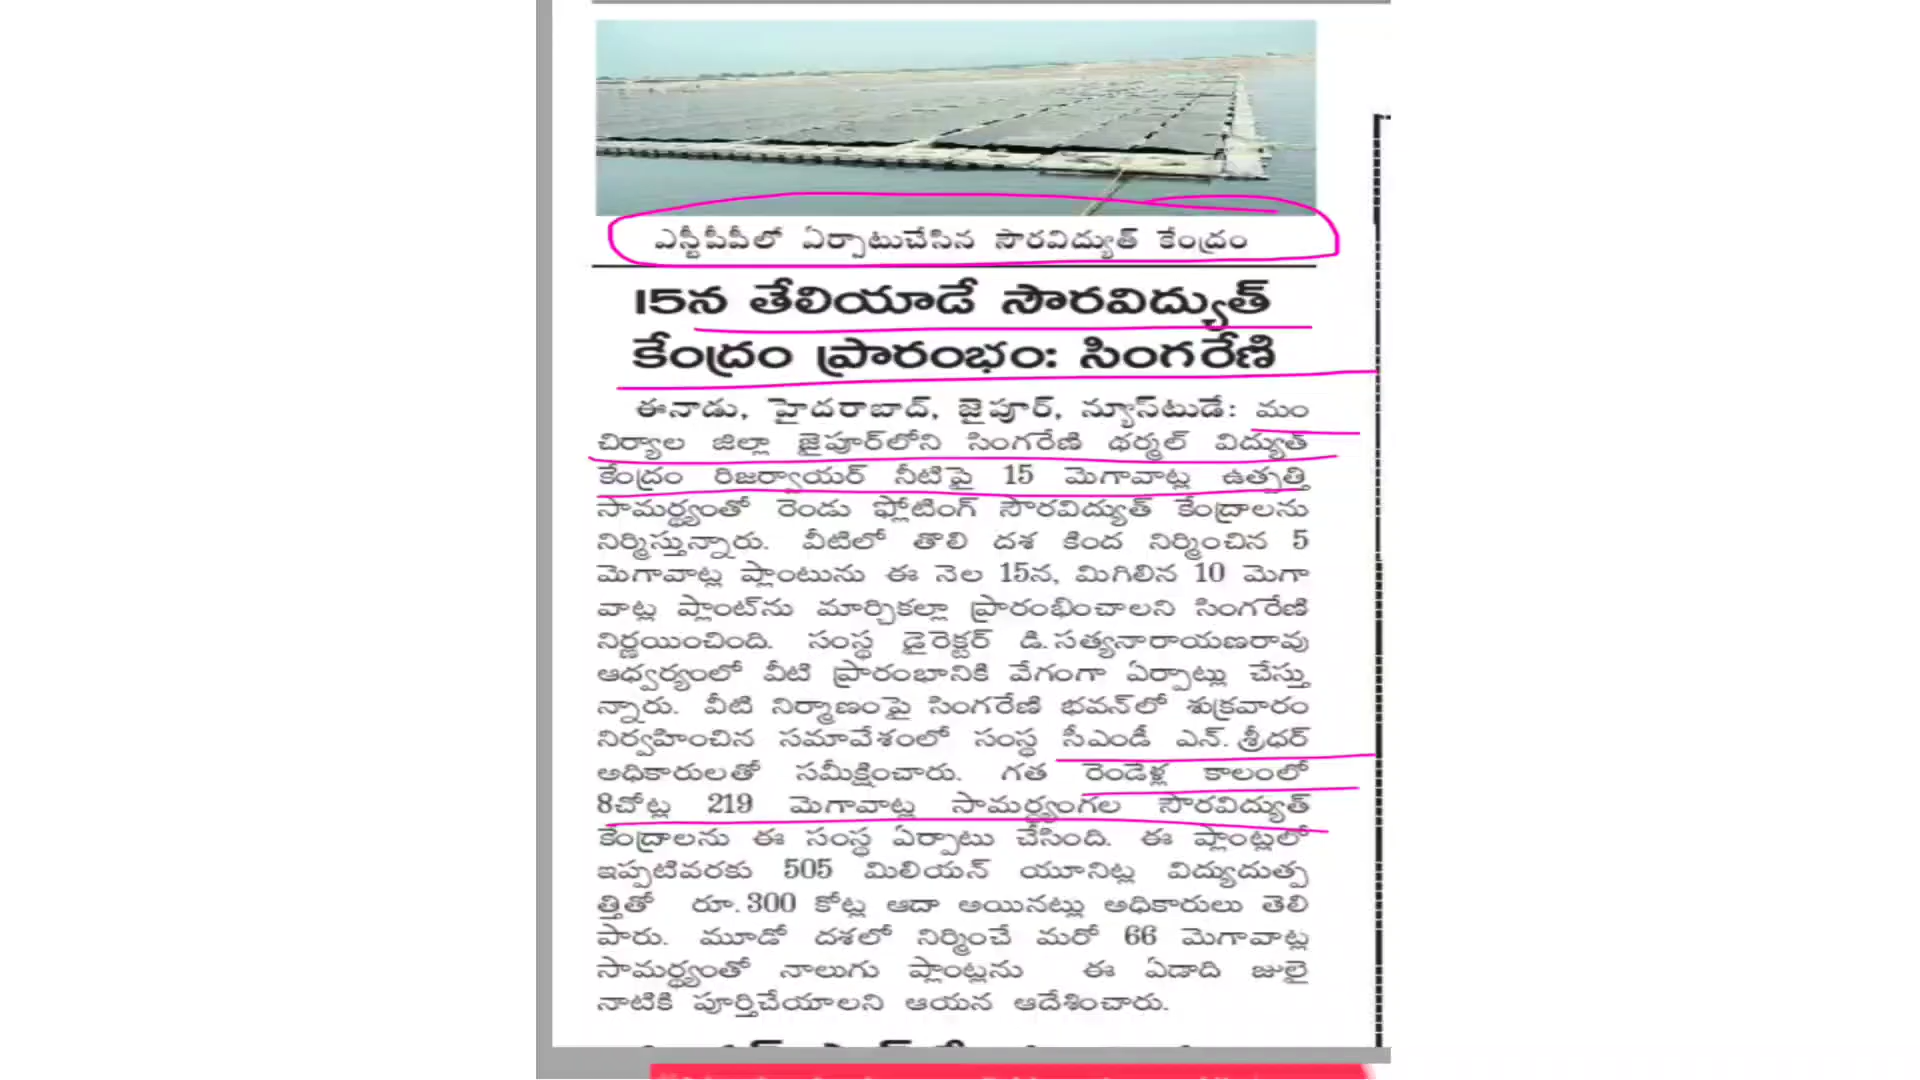 ఎస్టీపీపీలో ఏర్పాటుచేసిన సౌరవిద్యుత్ కేంద్రం
15న తేలియాడే సౌరవిద్యుత్
కేంద్రం ప్రారంభం: సింగరేణి
ఈనాడు, హైదరాబాద్, జైపూర్, న్యూస్‌టుడే: మం
చిర్యాల జిల్లా జైపూర్‌లోని సింగరేణి థర్మల్ విద్యుత్
కేంద్రం రిజర్వాయర్ నీటిపై 15 మెగావాట్ల ఉత్పత్తి
సామర్థ్యంతో రెండు ఫ్లోటింగ్ సౌరవిద్యుత్ కేంద్రాలను
నిర్మిస్తున్నారు. వీటిలో తొలి దశ కింద నిర్మించిన 5
మెగావాట్ల ప్లాంటును ఈ నెల 15న, మిగిలిన 10 మెగా
వాట్ల ప్లాంట్‌ను మార్చికల్లా ప్రారంభించాలని సింగరేణి
నిర్ణయించింది. సంస్థ డైరెక్టర్ డి.సత్యనారాయణరావు
ఆధ్వర్యంలో వీటి ప్రారంభానికి వేగంగా ఏర్పాట్లు చేస్తు
న్నారు. వీటి నిర్మాణంపై సింగరేణి భవన్‌లో శుక్రవారం
నిర్వహించిన సమావేశంలో సంస్థ సీఎండీ ఎన్. శ్రీధర్
అధికారులతో సమీక్షించారు. గత రెండేళ్ల కాలంలో
8చోట్ల 219 మెగావాట్ల సామర్థ్యంగల సౌరవిద్యుత్
కేంద్రాలను ఈ సంస్థ ఏర్పాటు చేసింది. ఈ ప్లాంట్లలో
ఇప్పటివరకు 505 మిలియన్ యూనిట్ల విద్యుదుత్ప
త్తితో రూ.300 కోట్ల ఆదా అయినట్లు అధికారులు తెలి
పారు. మూడో దశలో నిర్మించే మరో 66 మెగావాట్ల
సామర్థ్యంతో నాలుగు ప్లాంట్లను ఈ ఏడాది జులై
నాటికి పూర్తిచేయాలని ఆయన ఆదేశించారు.